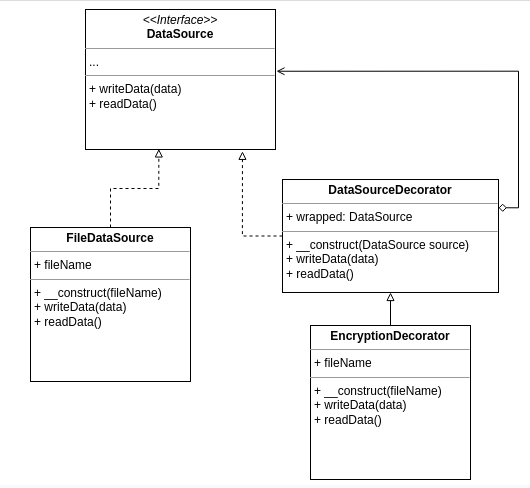 <<Interface>>
DataSource
...
+ writeData(data)
+ readData()
DataSourceDecorator
+ wrapped: DataSource
+ __construct(DataSource source)
+ writeData(data)
+ readData()
FileDataSource
+ fileName
+ __construct(fileName)
+ writeData(data)
+ readData()
EncryptionDecorator
+ fileName
+ __construct(fileName)
+ writeData(data)
+ readData()